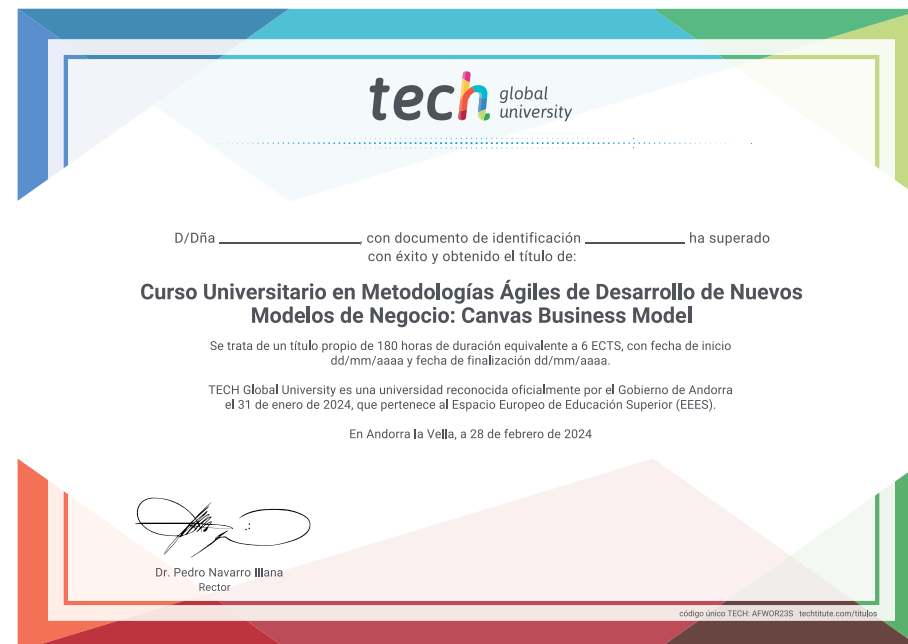 tech global university
D/Dña ________________, con documento de identificación ___________ ha superado
con éxito y obtenido el título de:
Curso Universitario en Metodologías Ágiles de Desarrollo de Nuevos
Modelos de Negocio: Canvas Business Model
Se trata de un título propio de 180 horas de duración equivalente a 6 ECTS, con fecha de inicio
dd/mm/aaaa y fecha de finalización dd/mm/aaaa.
TECH Global University es una universidad reconocida oficialmente por el Gobierno de Andorra
el 31 de enero de 2024, que pertenece al Espacio Europeo de Educación Superior (EEES).
En Andorra la Vella, a 28 de febrero de 2024
Dr. Pedro Navarro Illana
Rector
código único TECH: AFWOR23S techtitute.com/titulos